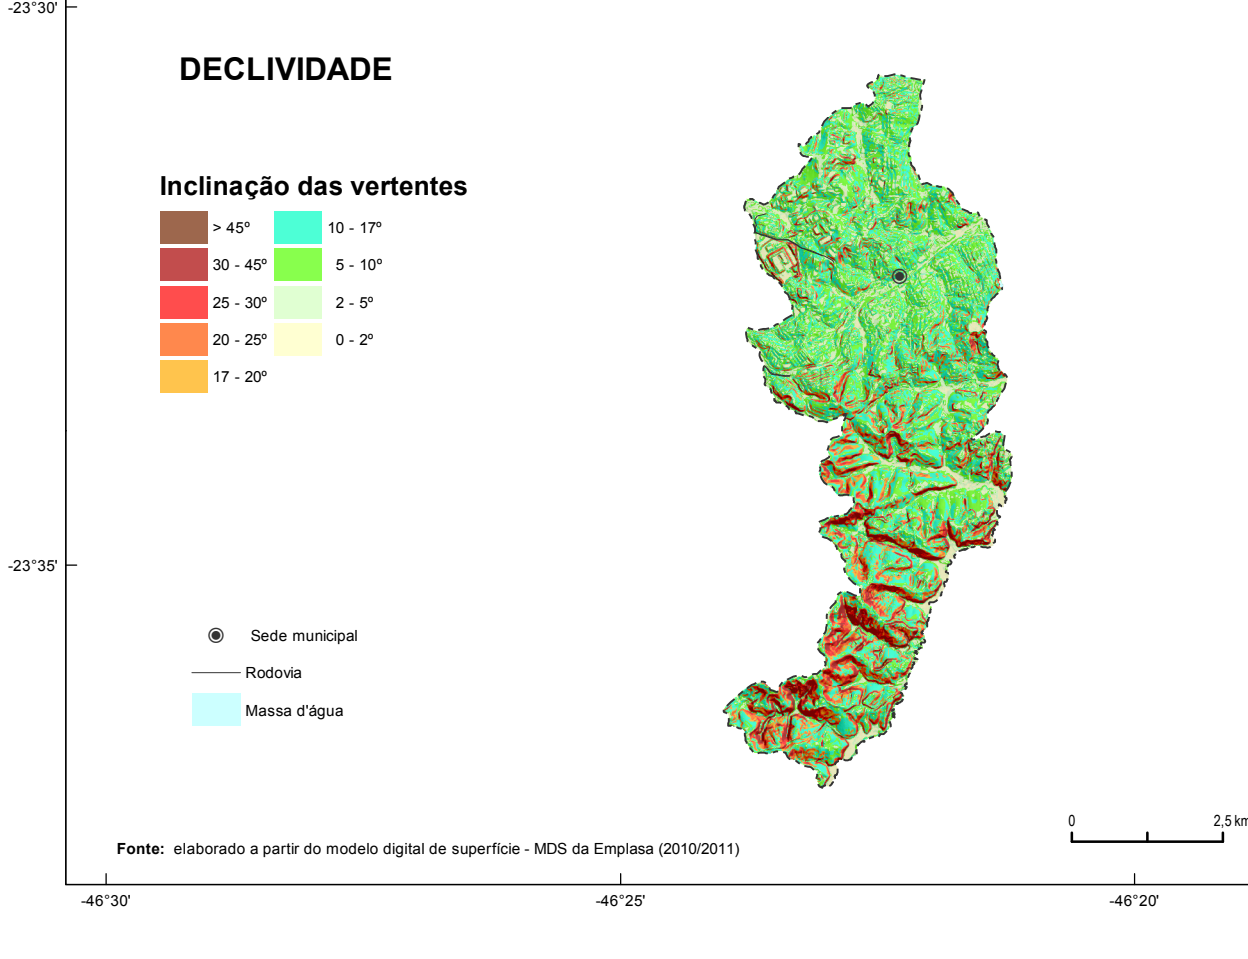 -23°30'
DECLIVIDADE
Inclinação das vertentes
> 45º
10 - 17º
30 - 45º
5 - 10º
25 - 30º
2 - 5º
20 - 25º
0 - 2º
17 - 20º
-23°35'
Sede municipal
Rodovia
Massa d'água
0
2,5 km
Fonte: elaborado a partir do modelo digital de superfície - MDS da Emplasa (2010/2011)
-46°30'
-46°25'
-46°20'